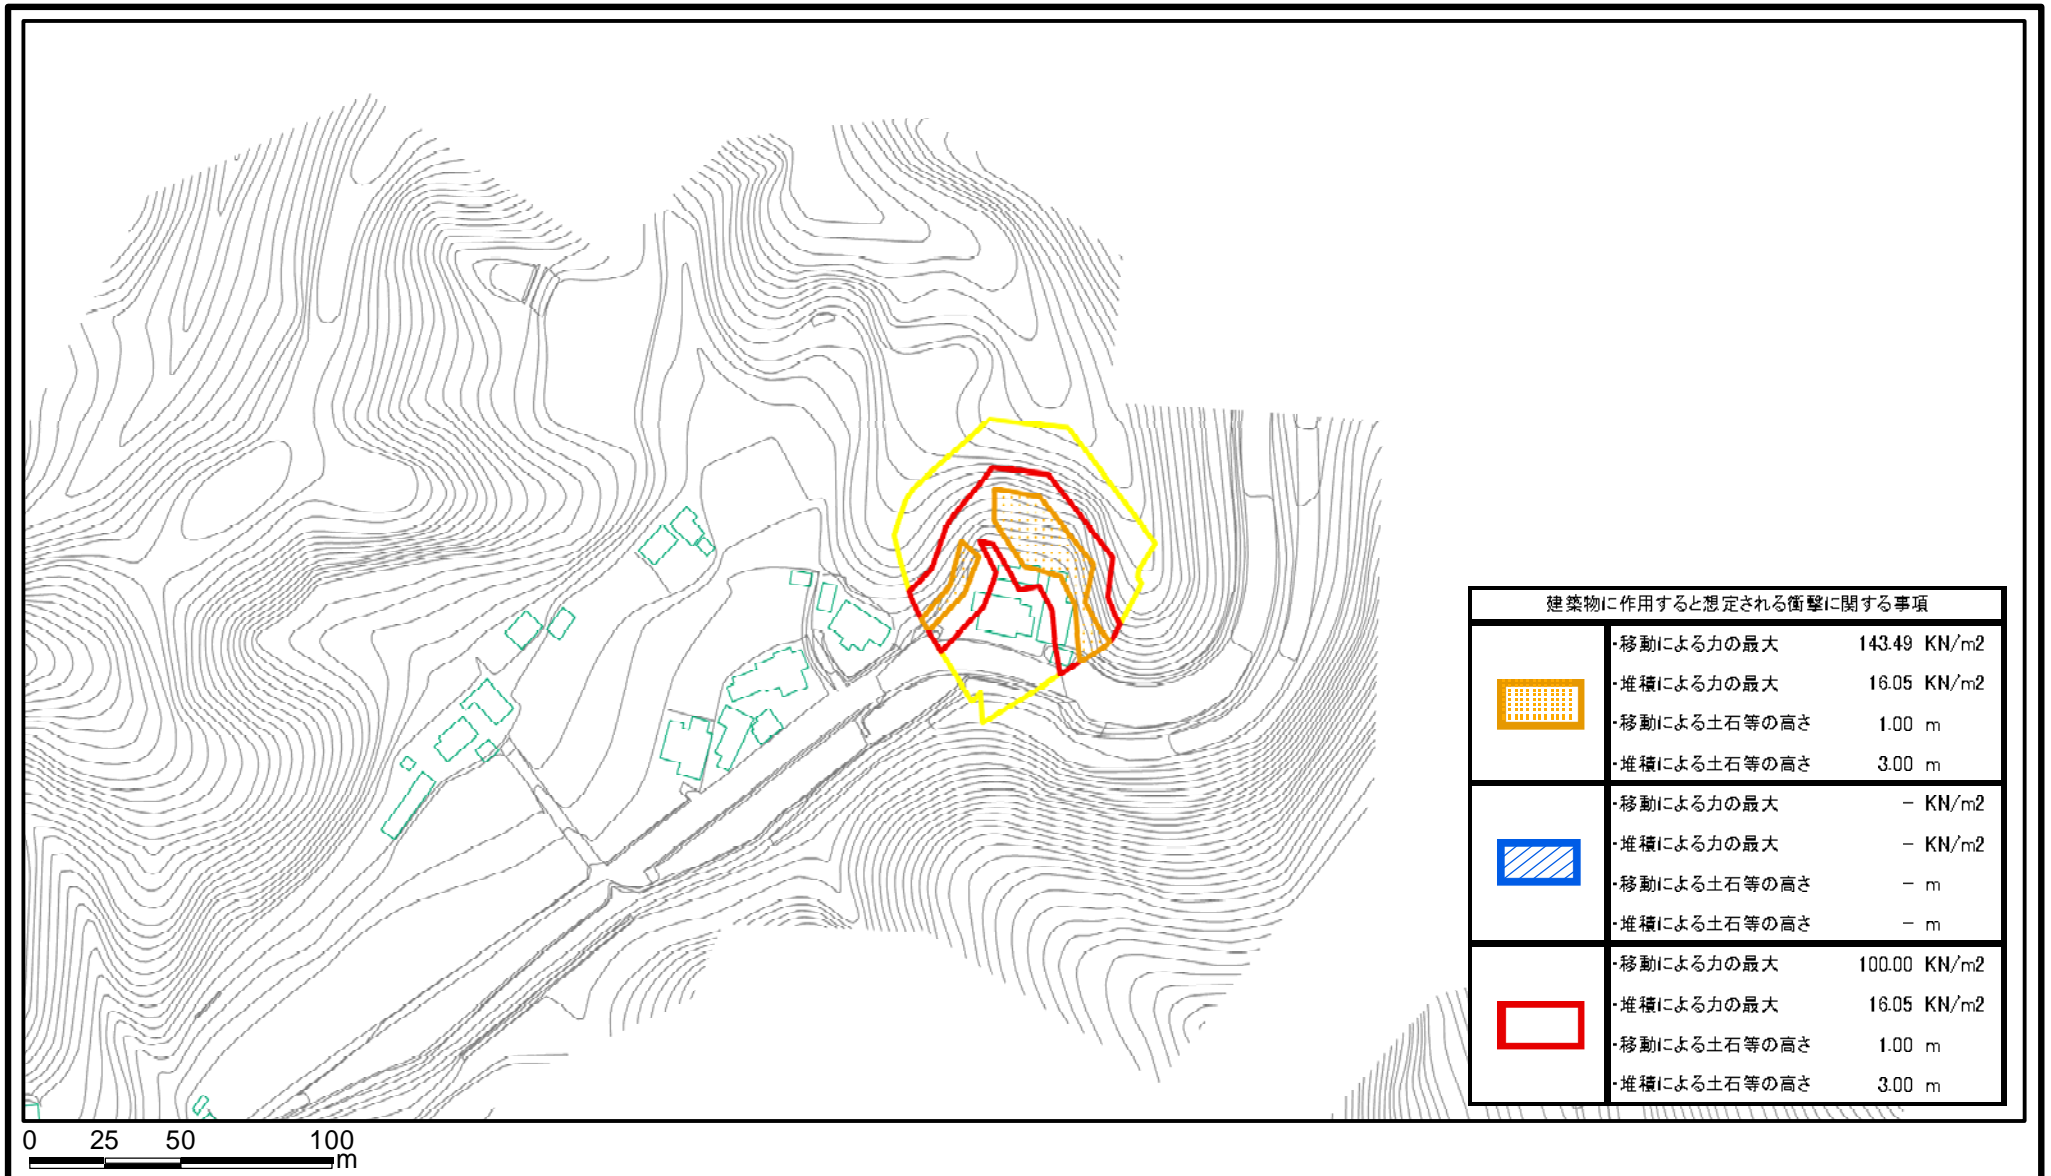 建築物に作用すると想定される衝撃に関する事項
・移動による力の最大 143.49 KN/m2
・堆積による力の最大 16.05 KN/m2
・移動による土石等の高さ 1.00 m
・堆積による土石等の高さ 3.00 m
・移動による力の最大 － KN/m2
・堆積による力の最大 － KN/m2
・移動による土石等の高さ － m
・堆積による土石等の高さ － m
・移動による力の最大 100.00 KN/m2
・堆積による力の最大 16.05 KN/m2
・移動による土石等の高さ 1.00 m
・堆積による土石等の高さ 3.00 m
0 25 50 100
m